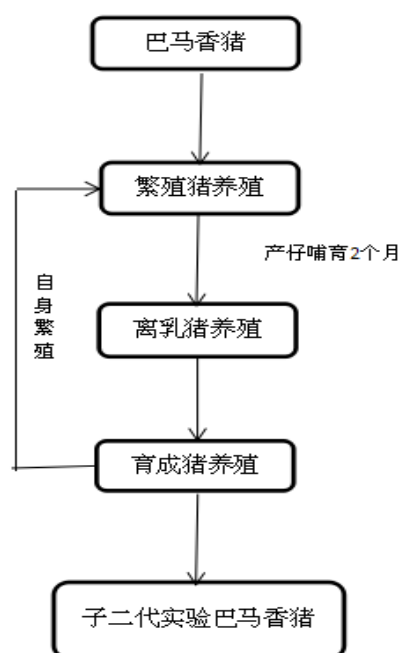 巴马香猪
繁殖猪养殖
产仔哺育2个月
自身繁殖
离乳猪养殖
育成猪养殖
子二代实验巴马香猪